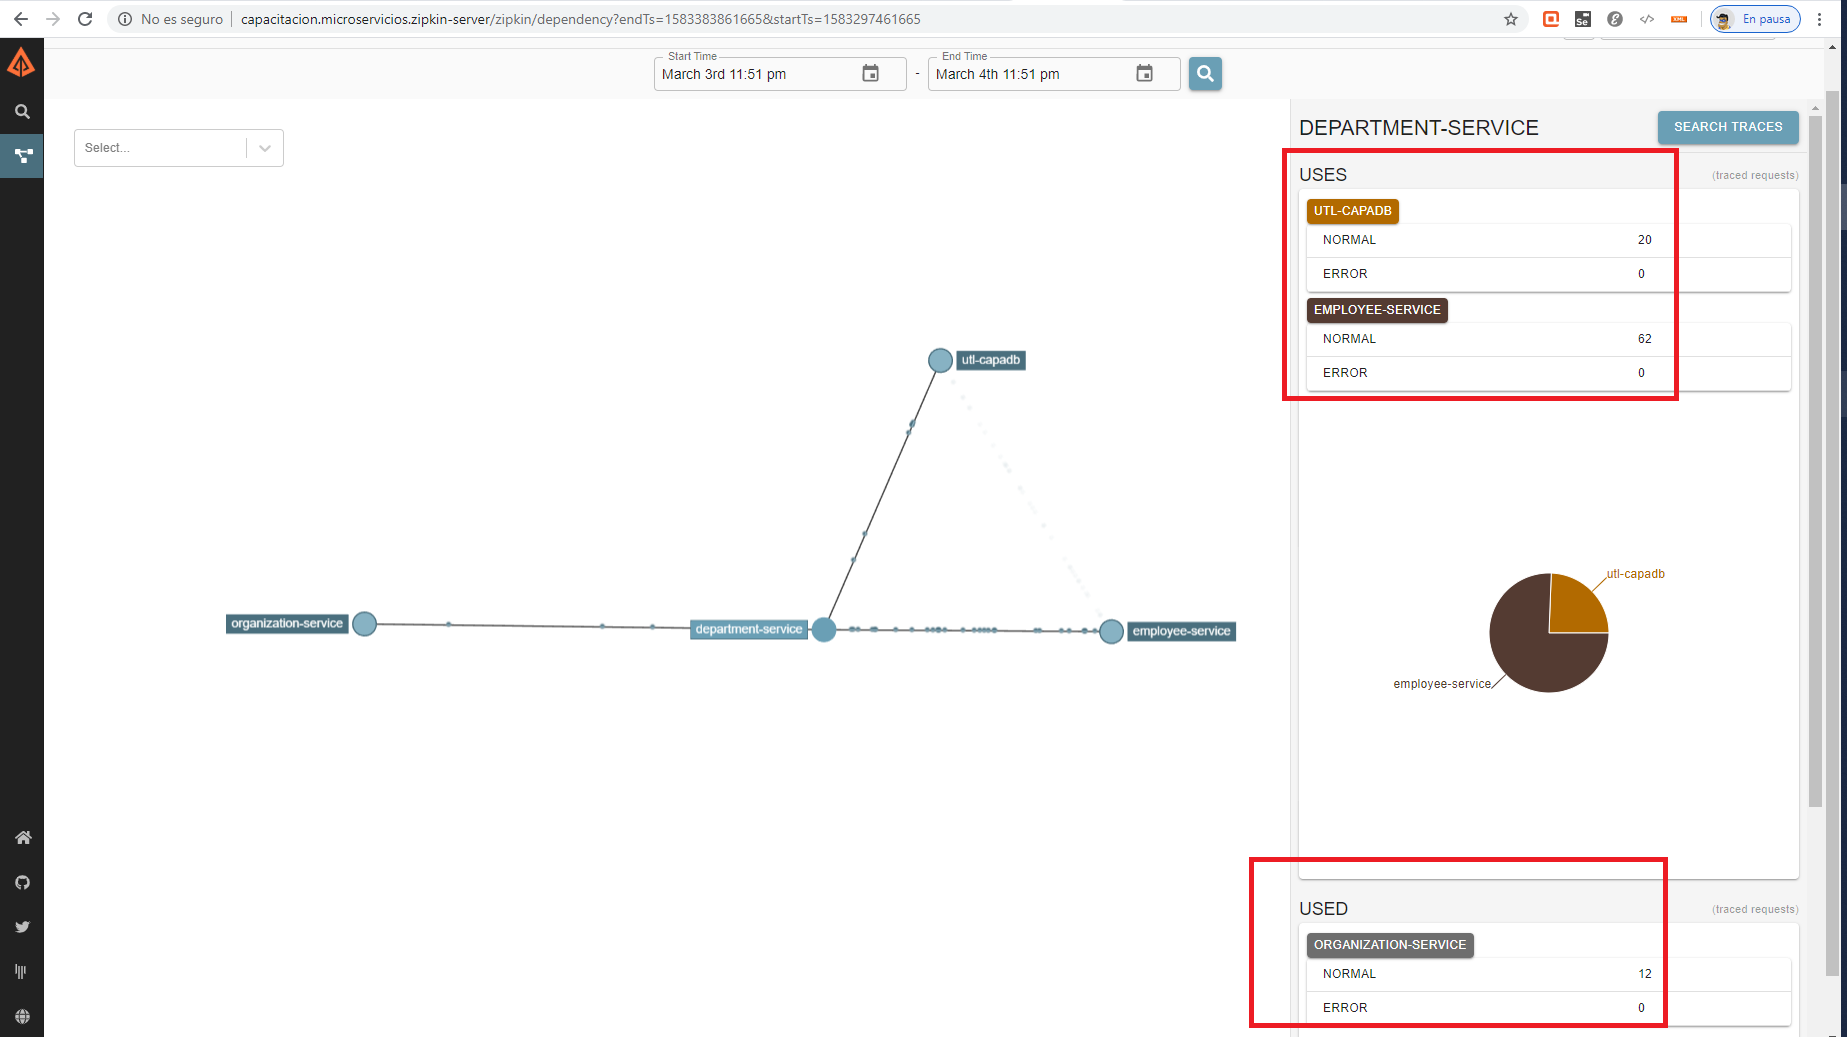 No es seguro
capacitacion.microservicios.zipkin-server/zipkin/dependency?endTs=1583383861665&startTs=1583297461665
Se
XML
En pausa
Start Time
March 3rd 11:51 pm
-
End Time
March 4th 11:51 pm
Select...
DEPARTMENT-SERVICE
SEARCH TRACES
USES
(traced requests)
UTL-CAPADB
NORMAL 20
ERROR 0
EMPLOYEE-SERVICE
NORMAL 62
ERROR 0
utl-capadb
organization-service
department-service
employee-service
utl-capadb
employee-service
USED
(traced requests)
ORGANIZATION-SERVICE
NORMAL 12
ERROR 0